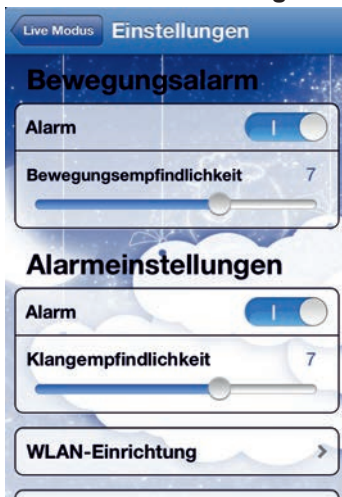 Live Modus Einstellungen
Bewegungsalarm
Alarm
Bewegungsempfindlichkeit 7
Alarmeinstellungen
Alarm
Klangempfindlichkeit 7
WLAN-Einrichtung